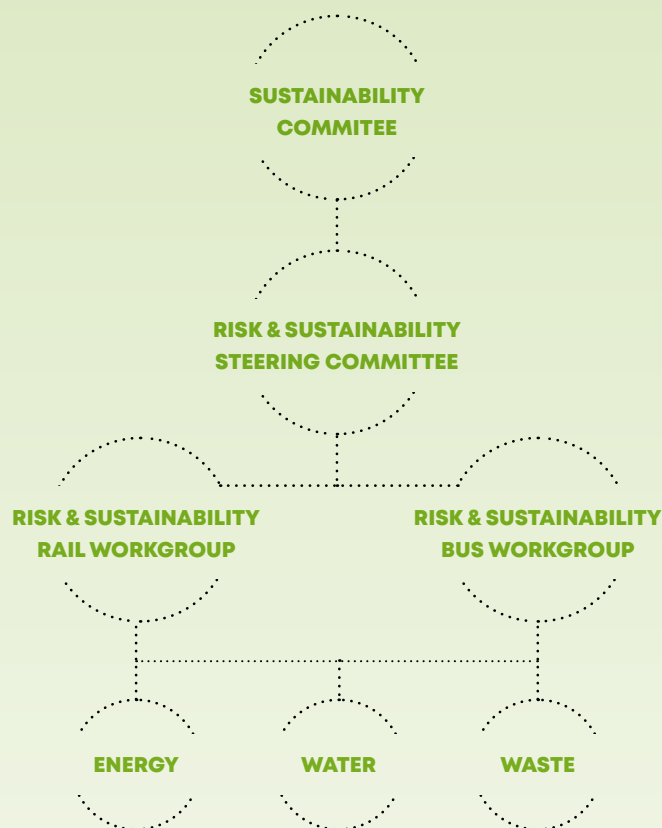 SUSTAINABILITY
COMMITEE
RISK & SUSTAINABILITY
STEERING COMMITTEE
RISK & SUSTAINABILITY
RAIL WORKGROUP
RISK & SUSTAINABILITY
BUS WORKGROUP
ENERGY
WATER
WASTE